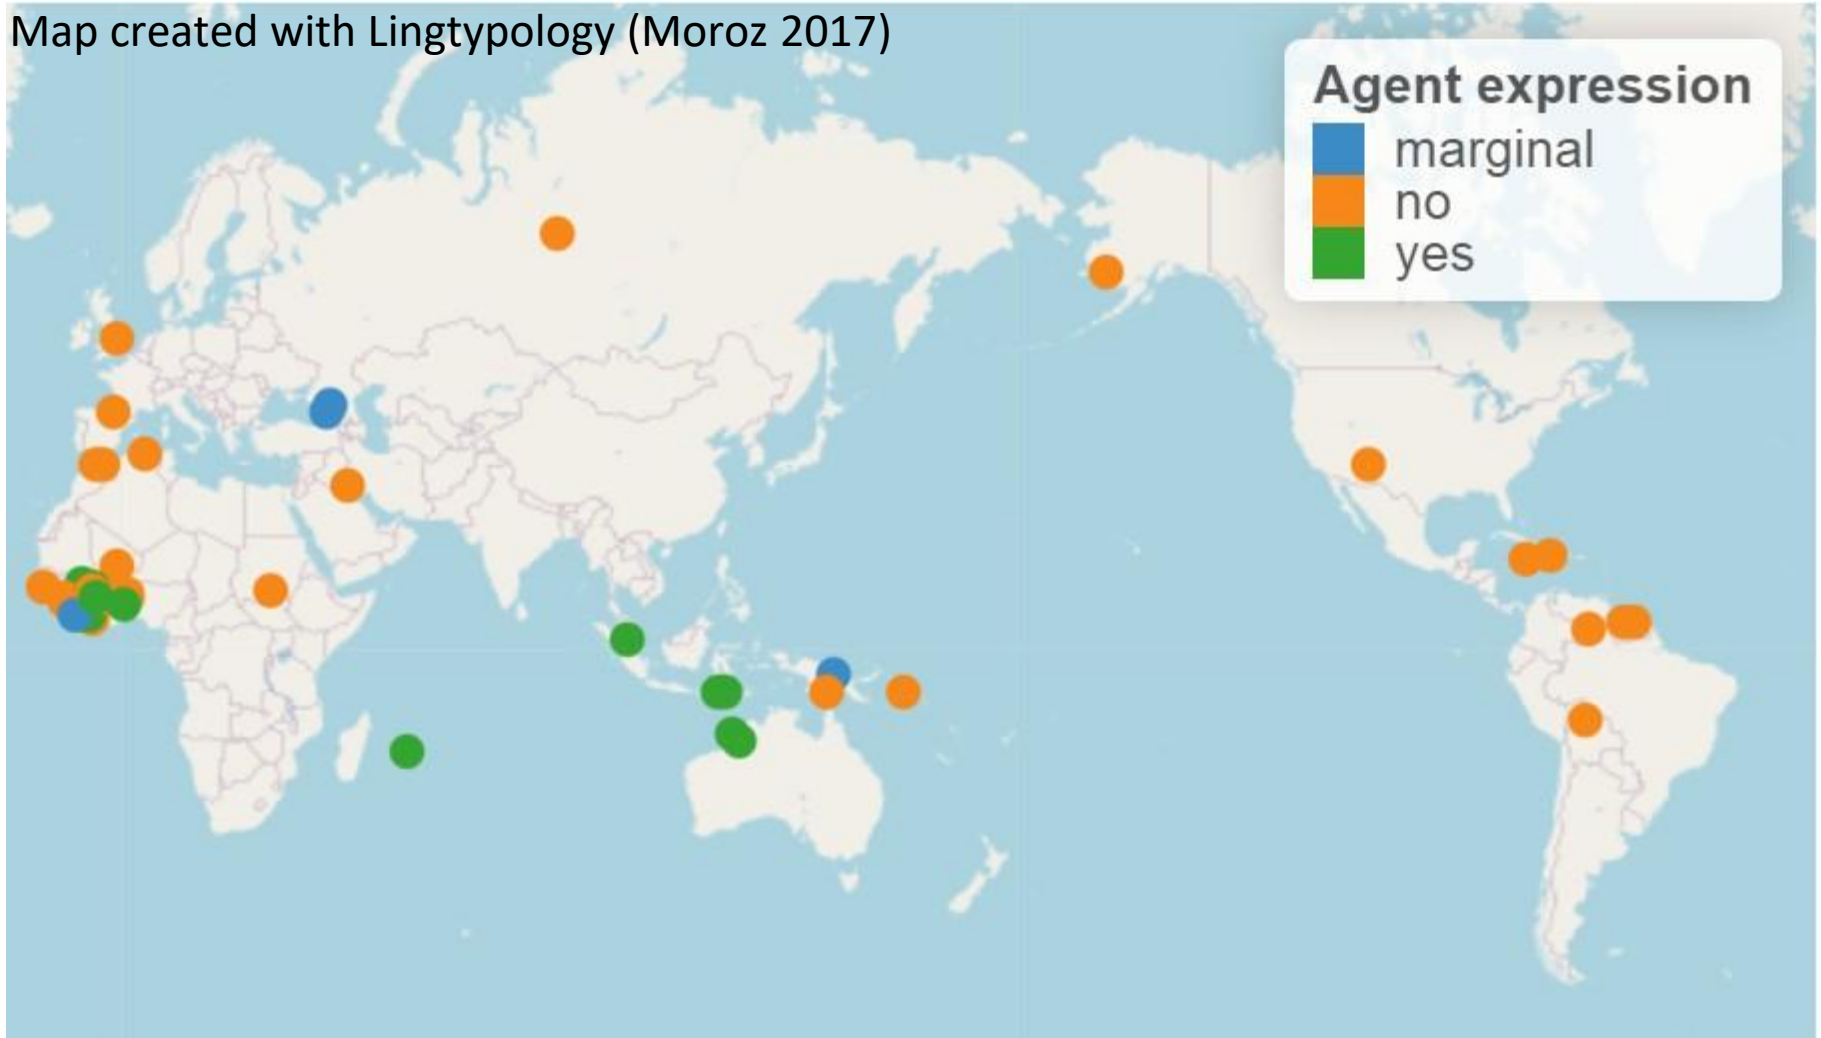 Map created with Lingtypology (Moroz 2017)
Agent expression
marginal
no
yes